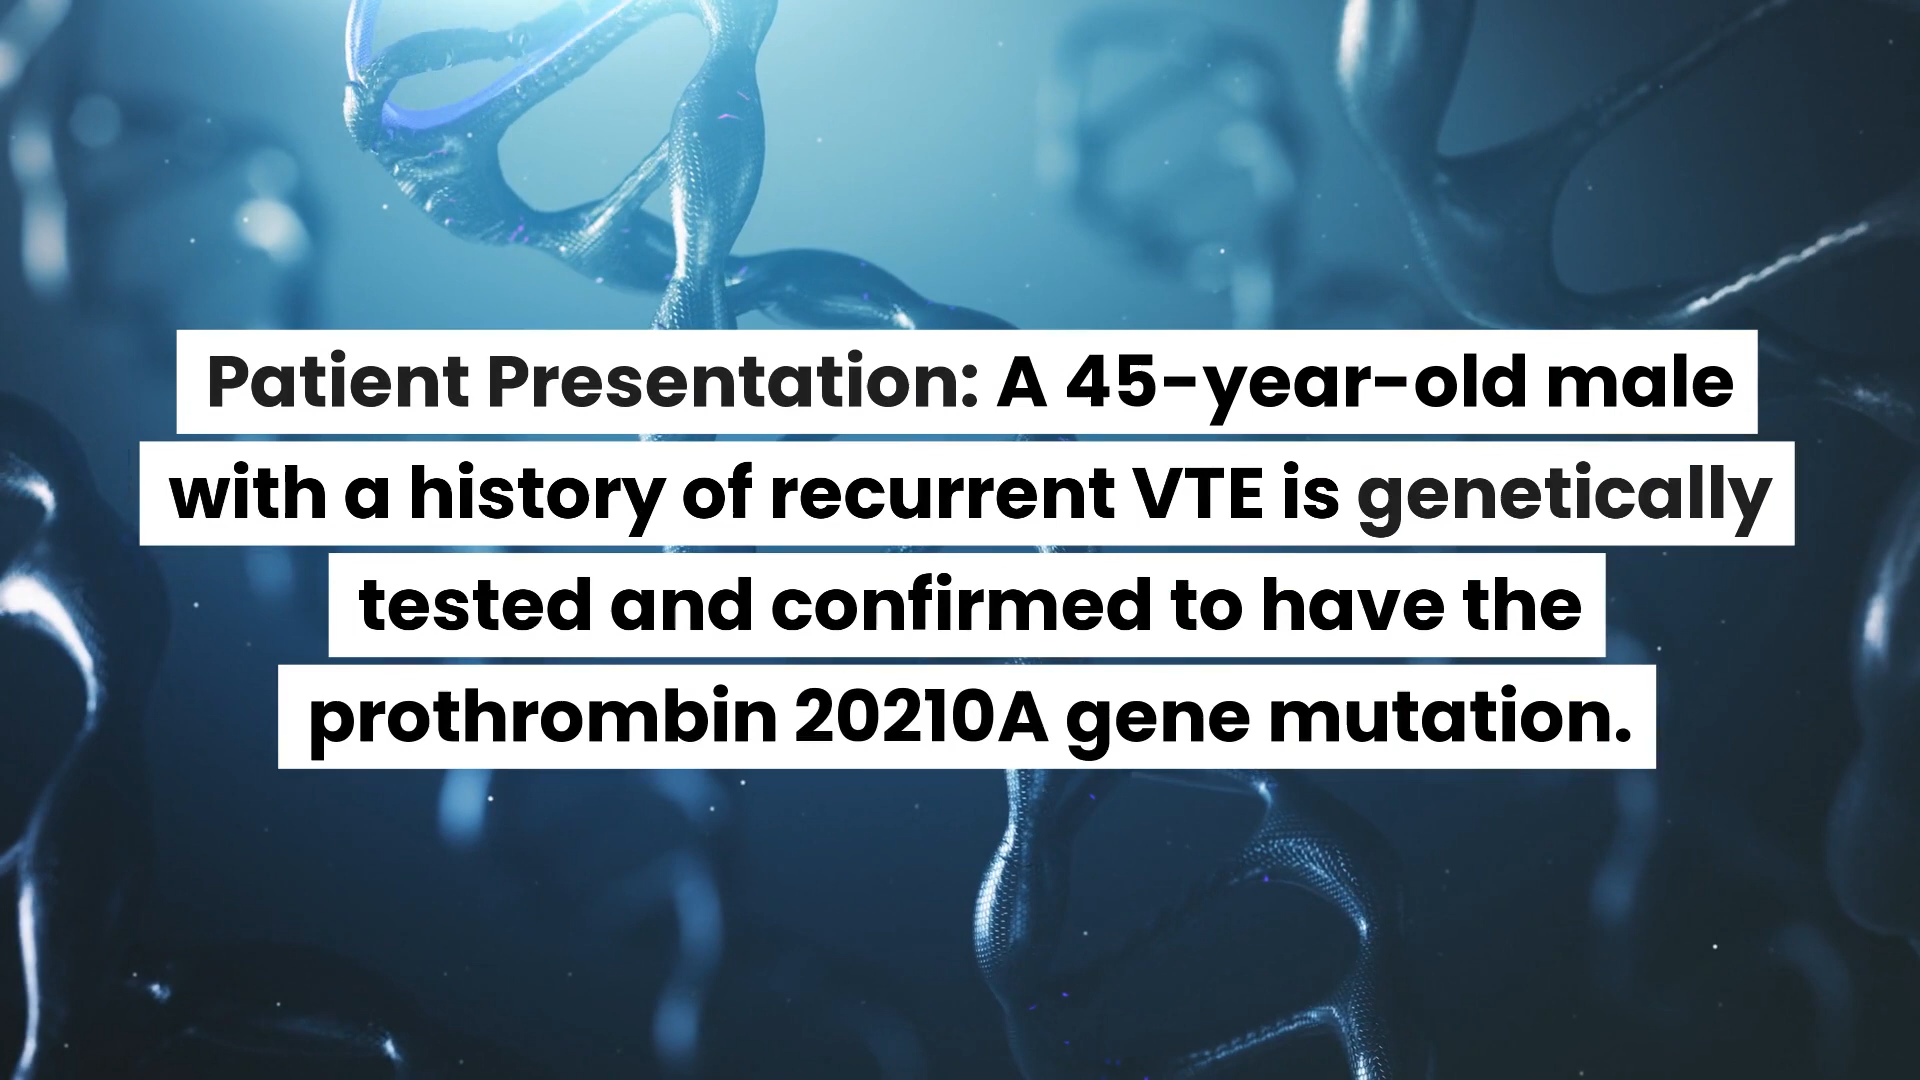 Patient Presentation: A 45-year-old male
with a history of recurrent VTE is genetically
tested and confirmed to have the
prothrombin 20210A gene mutation.